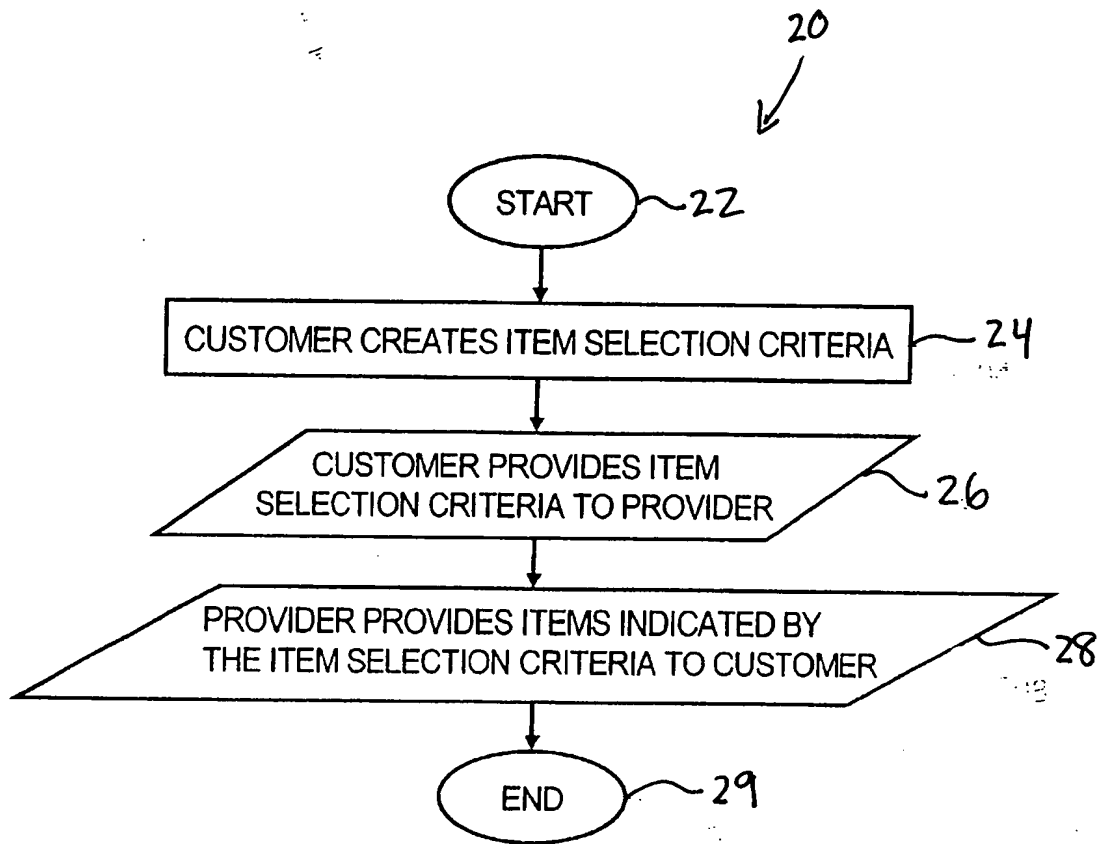 20
START
22
CUSTOMER CREATES ITEM SELECTION CRITERIA
24
CUSTOMER PROVIDES ITEM
SELECTION CRITERIA TO PROVIDER
26
PROVIDER PROVIDES ITEMS INDICATED BY
THE ITEM SELECTION CRITERIA TO CUSTOMER
28
END
29